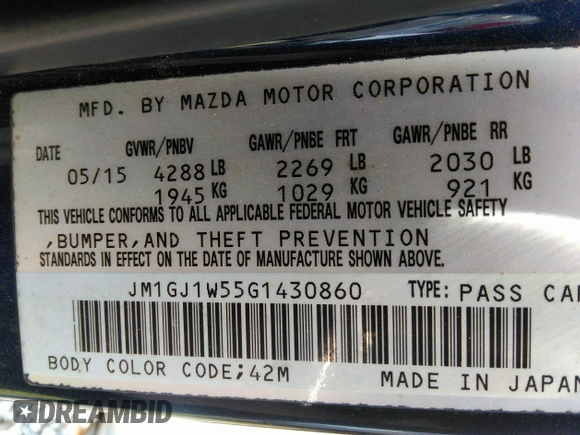 MFD. BY MAZDA MOTOR CORPORATION
DATE GVWR/PNBV GAWR/PNBE FRT GAWR/PNBE RR
05/15 4288 LB 2269 LB 2030 LB
1945 KG 1029 KG 921 KG
THIS VEHICLE CONFORMS TO ALL APPLICABLE FEDERAL MOTOR VEHICLE SAFETY
,BUMPER,AND THEFT PREVENTION
STANDARDS IN EFFECT ON THE DATE OF MANUFACTURE SHOWN ABOVE.
JM1GJ1W55G1430860 TYPE: PASS CAR
BODY COLOR CODE;42M MADE IN JAPAN
DREAMBID